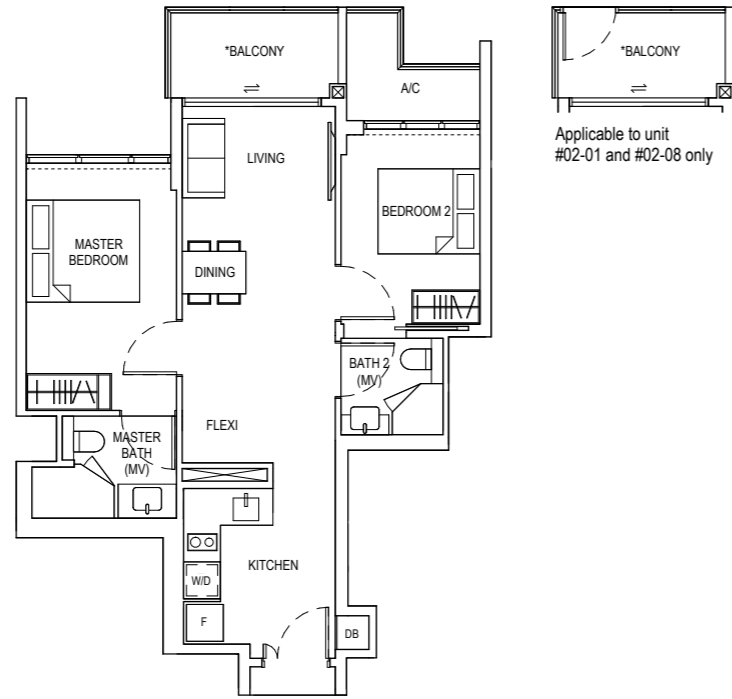 *BALCONY
A/C
*BALCONY
Applicable to unit
#02-01 and #02-08 only
LIVING
MASTER
BEDROOM
BEDROOM 2
DINING
BATH 2
(MV)
FLEXI
MASTER
BATH
(MV)
KITCHEN
W/D
F
DB